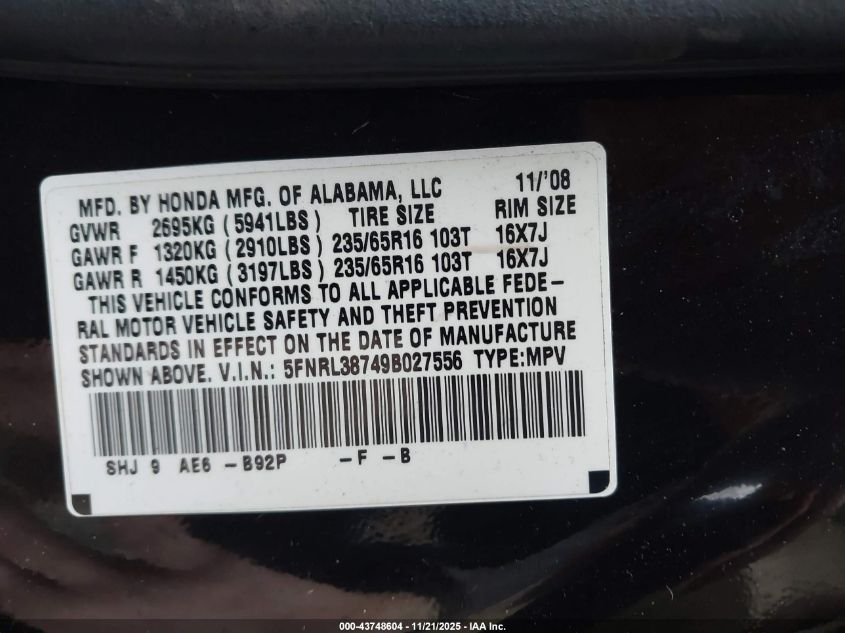 MFD. BY HONDA MFG. OF ALABAMA, LLC 11/'08
GVWR 2695KG (5941LBS) TIRE SIZE RIM SIZE
GAWR F 1320KG (2910LBS) 235/65R16 103T 16X7J
GAWR R 1450KG (3197LBS) 235/65R16 103T 16X7J
THIS VEHICLE CONFORMS TO ALL APPLICABLE FEDE-
RAL MOTOR VEHICLE SAFETY AND THEFT PREVENTION
STANDARDS IN EFFECT ON THE DATE OF MANUFACTURE
SHOWN ABOVE. V.I.N.: 5FNRL38749B027556 TYPE:MPV
SHJ 9 AE6 -B92P -F -B
000-43748604 - 11/21/2025 - IAA Inc.